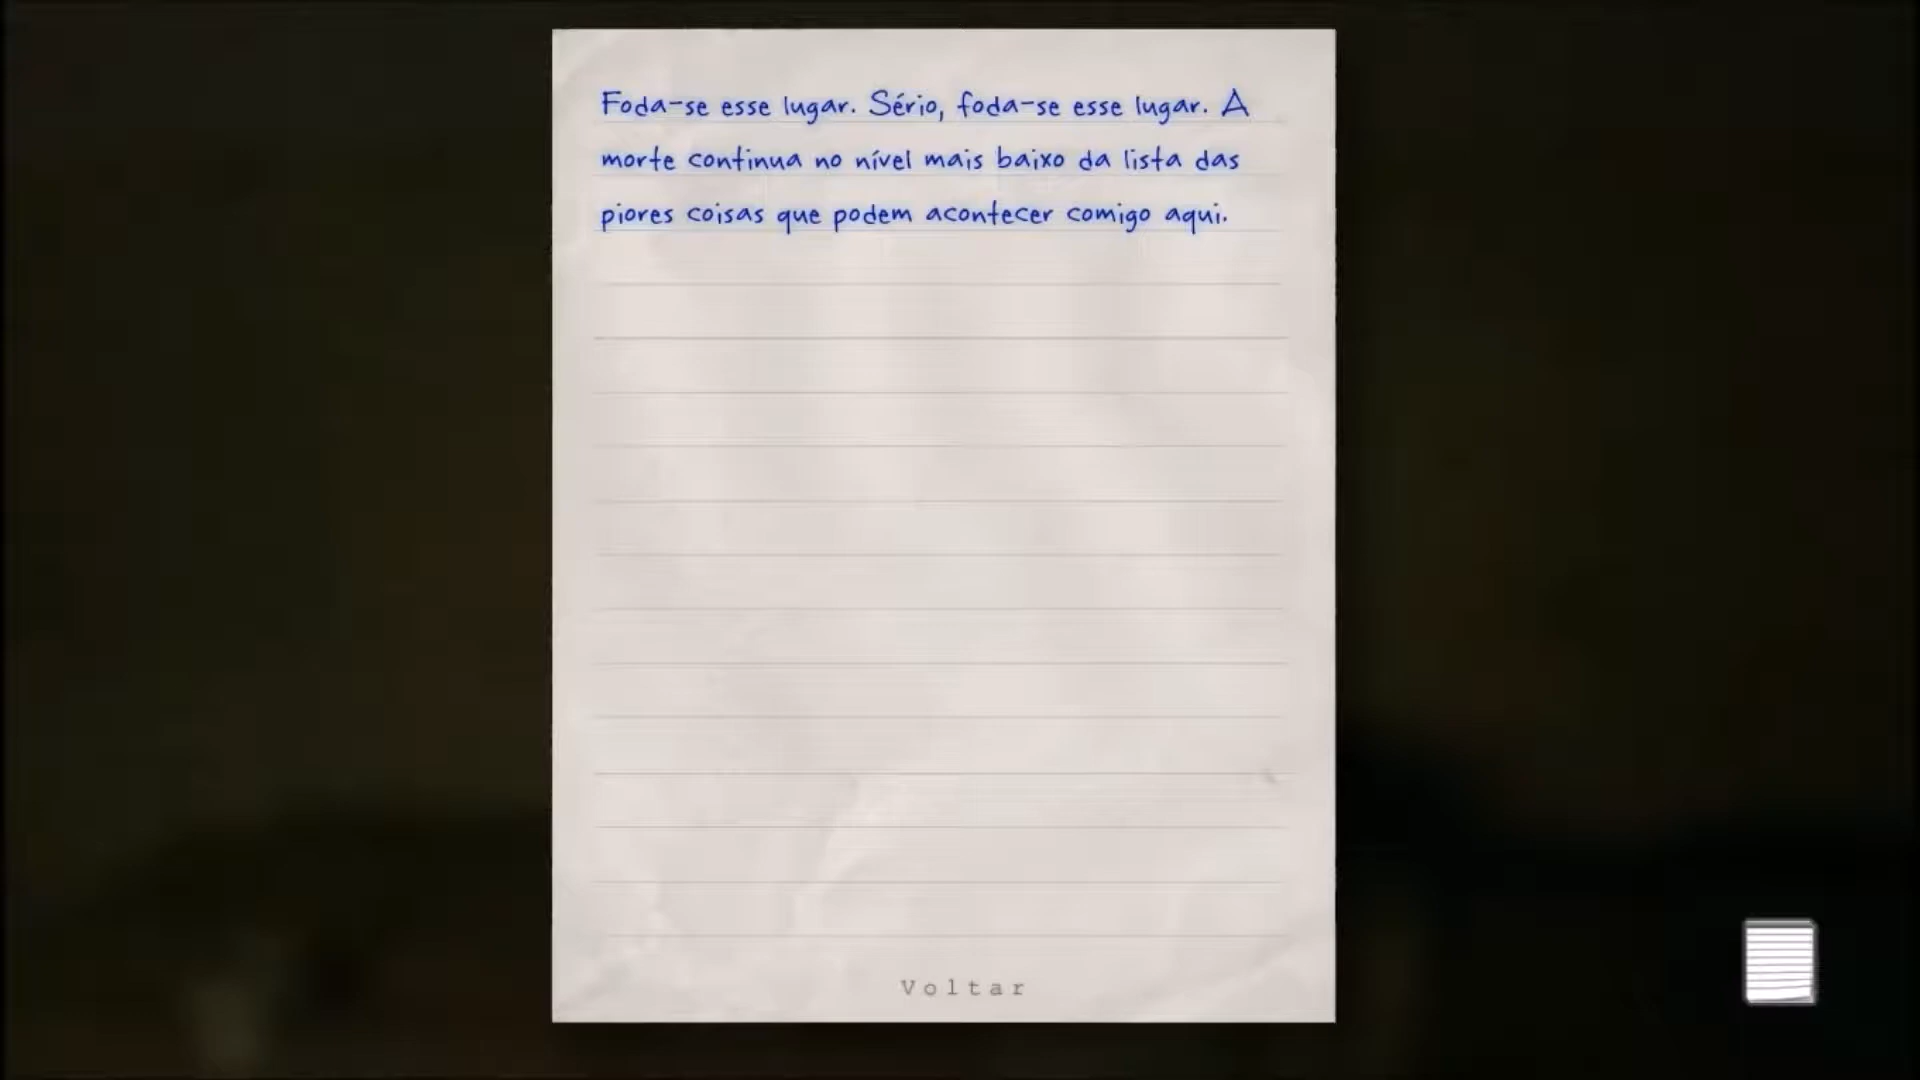 Foda-se esse lugar. Sério, foda-se esse lugar. A
morte continua no nível mais baixo da lista das
piores coisas que podem acontecer comigo aqui.
Voltar